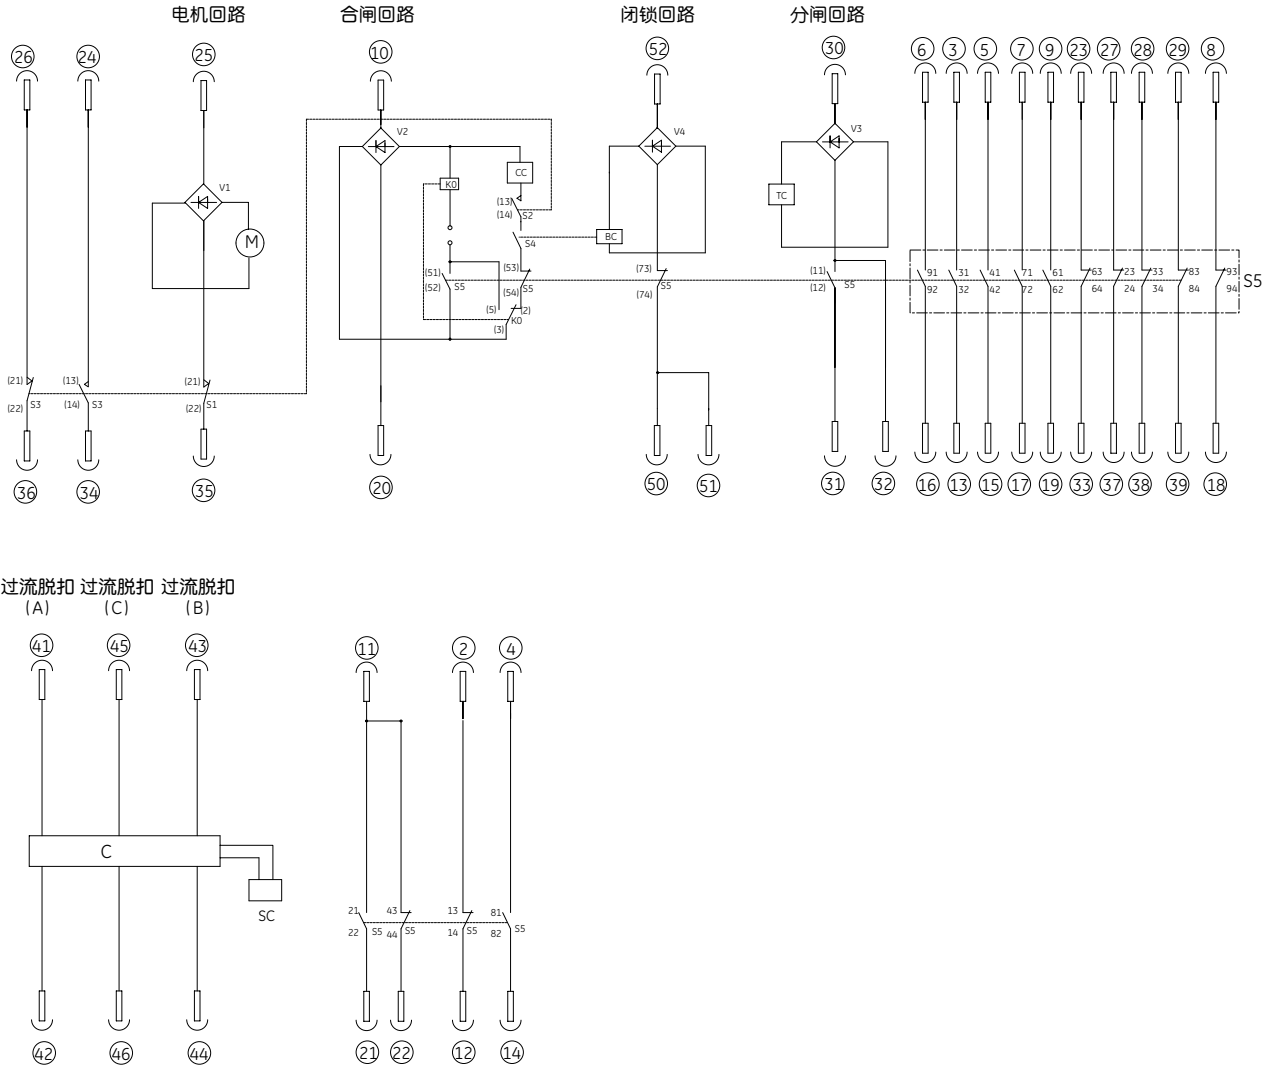 电机回路 合闸回路 闭锁回路 分闸回路
26 24 25 10 52 30 6 3 5 7 9 23 27 28 29 8
V1 V2 V4 V3
M K0 CC BC TC
(13)
(14) S2
S4
(51) (53) (73) (11) 91 31 41 71 61 63 23 33 83 93
(52) S5 (54) S5 (74) S5 (12) S5 92 32 42 72 62 64 24 34 84 94 S5
(5) (2)
(3) K0
(21) (13) (21)
(22) S3 (14) S3 (22) S1
36 34 35 20 50 51 31 32 16 13 15 17 19 33 37 38 39 18
过流脱扣 过流脱扣 过流脱扣
(A) (C) (B)
41 45 43 11 2 4
C
SC
21 43 13 81
22 S5 44 S5 14 S5 82 S5
42 46 44 21 22 12 14